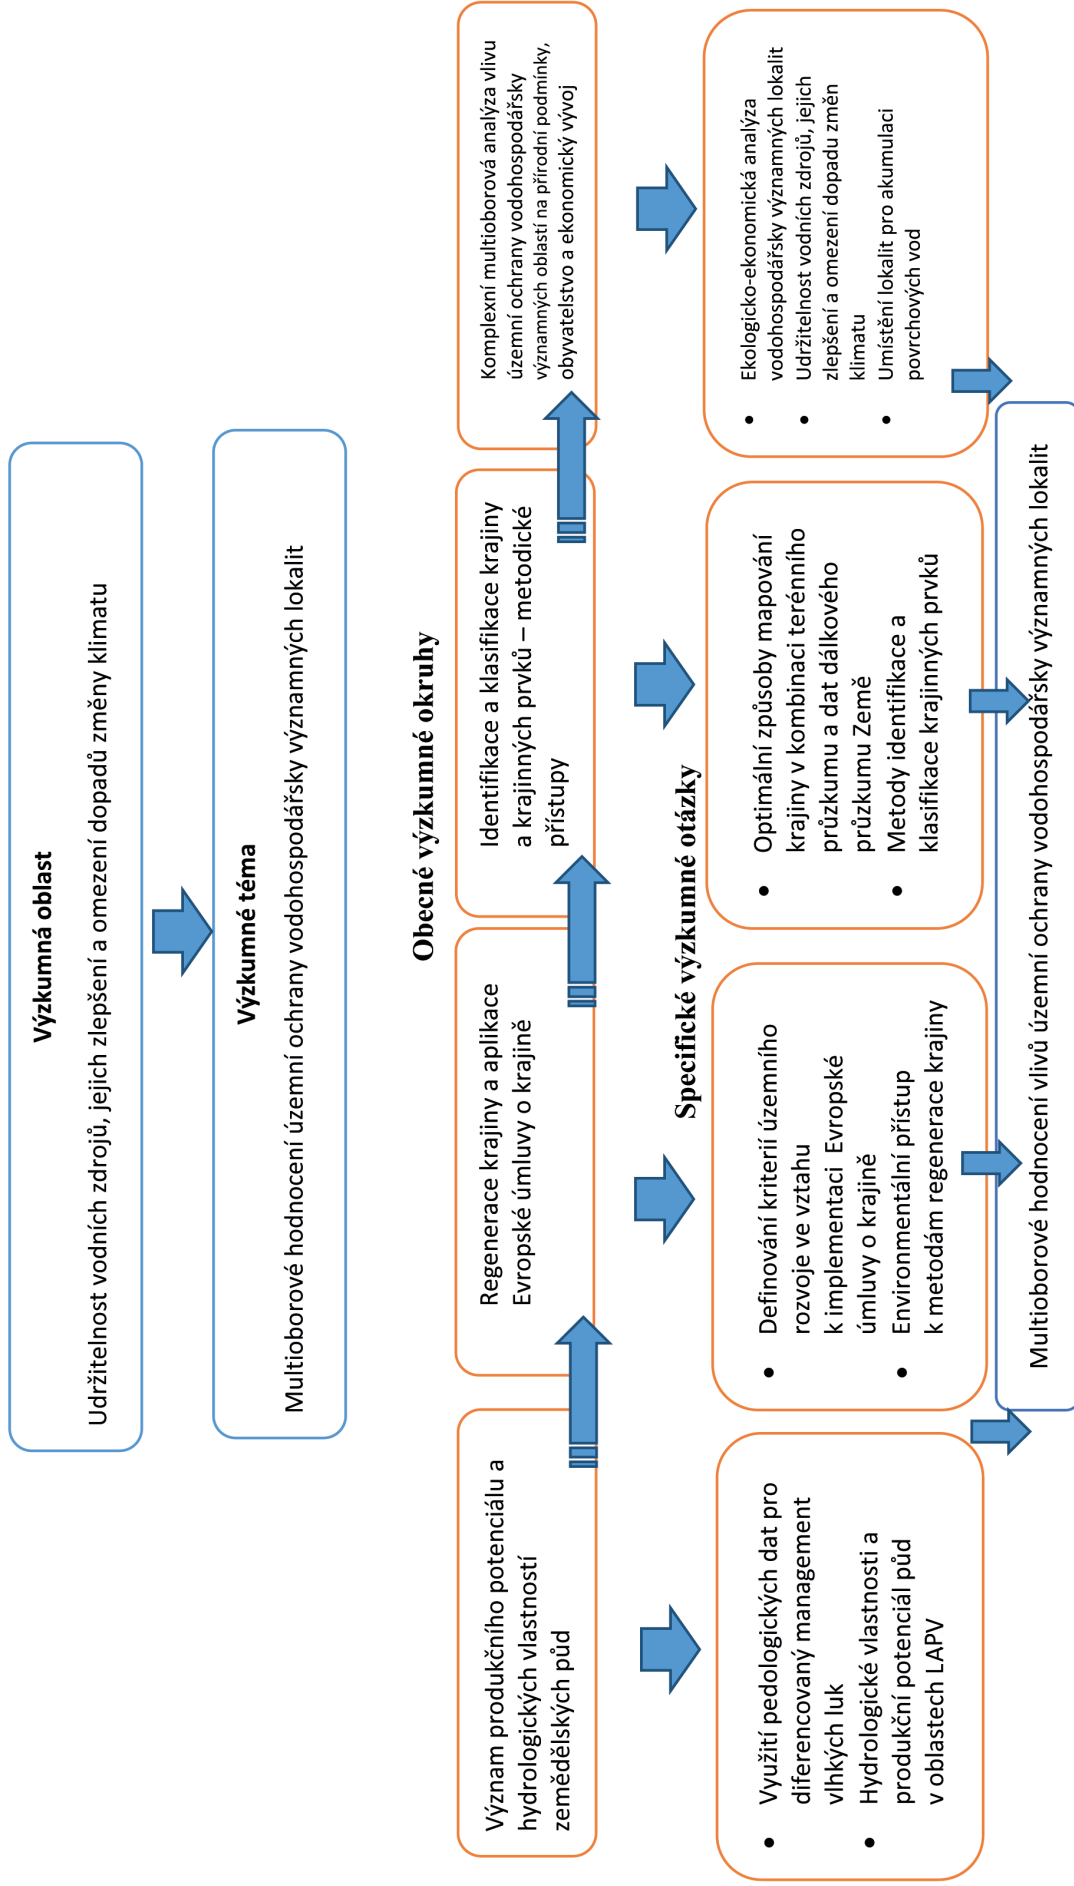 Výzkumná oblast
Udržitelnost vodních zdrojů, jejich zlepšení a omezení dopadů změny klimatu
Výzkumné téma
Multioborové hodnocení územní ochrany vodohospodářsky významných lokalit
Obecné výzkumné okruhy
Význam produkčního potenciálu a
hydrologických vlastností
zemědělských půd
Regenerace krajiny a aplikace
Evropské úmluvy o krajině
Identifikace a klasifikace krajiny
a krajinných prvků – metodické
přístupy
Komplexní multioborová analýza vlivu
územní ochrany vodohospodářsky
významných oblastí na přírodní podmínky,
obyvatelstvo a ekonomický vývoj
Specifické výzkumné otázky
• Využití pedologických dat pro
diferencovaný management
vlhkých luk
• Hydrologické vlastnosti a
produkční potenciál půd
v oblastech LAPV
• Definování kriterií územního
rozvoje ve vztahu
k implementaci Evropské
úmluvy o krajině
• Environmentální přístup
k metodám regenerace krajiny
• Optimální způsoby mapování
krajiny v kombinaci terénního
průzkumu a dat dálkového
průzkumu Země
• Metody identifikace a
klasifikace krajinných prvků
• Ekologicko-ekonomická analýza
vodohospodářsky významných lokalit
• Udržitelnost vodních zdrojů, jejich
zlepšení a omezení dopadu změn
klimatu
• Umístění lokalit pro akumulaci
povrchových vod
Multioborové hodnocení vlivů územní ochrany vodohospodářsky významných lokalit